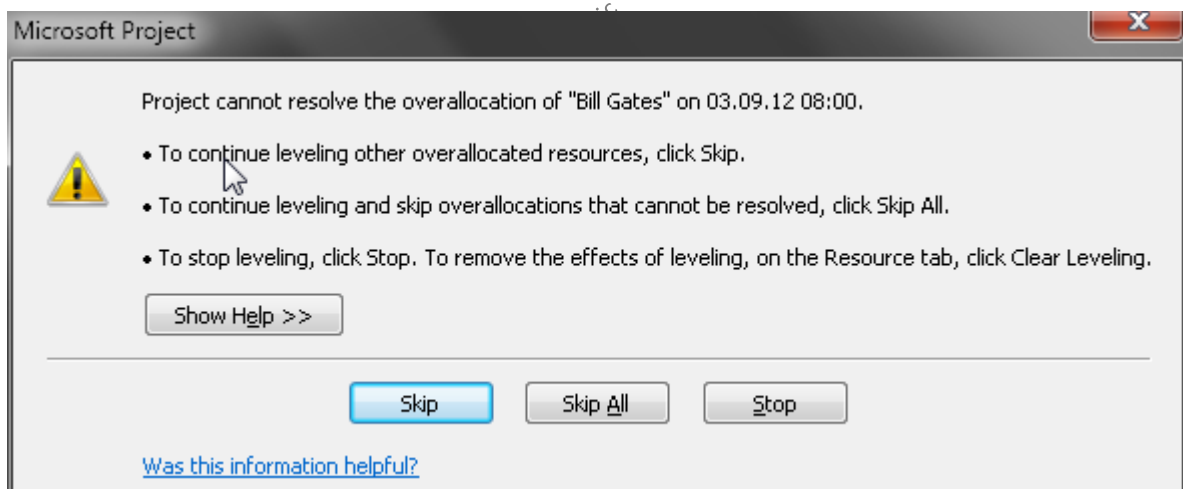 Microsoft Project
Project cannot resolve the overallocation of "Bill Gates" on 03.09.12 08:00.
• To continue leveling other overallocated resources, click Skip.
• To continue leveling and skip overallocations that cannot be resolved, click Skip All.
• To stop leveling, click Stop. To remove the effects of leveling, on the Resource tab, click Clear Leveling.
Show Help >>
Skip Skip All Stop
Was this information helpful?